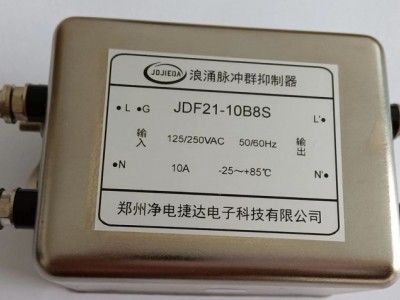 JDJIEDA 浪涌脉冲群抑制器
L G JDF21-10B8S L'
输入 125/250VAC 50/60Hz 输出
N 10A -25~+85℃ N'
郑州净电捷达电子科技有限公司